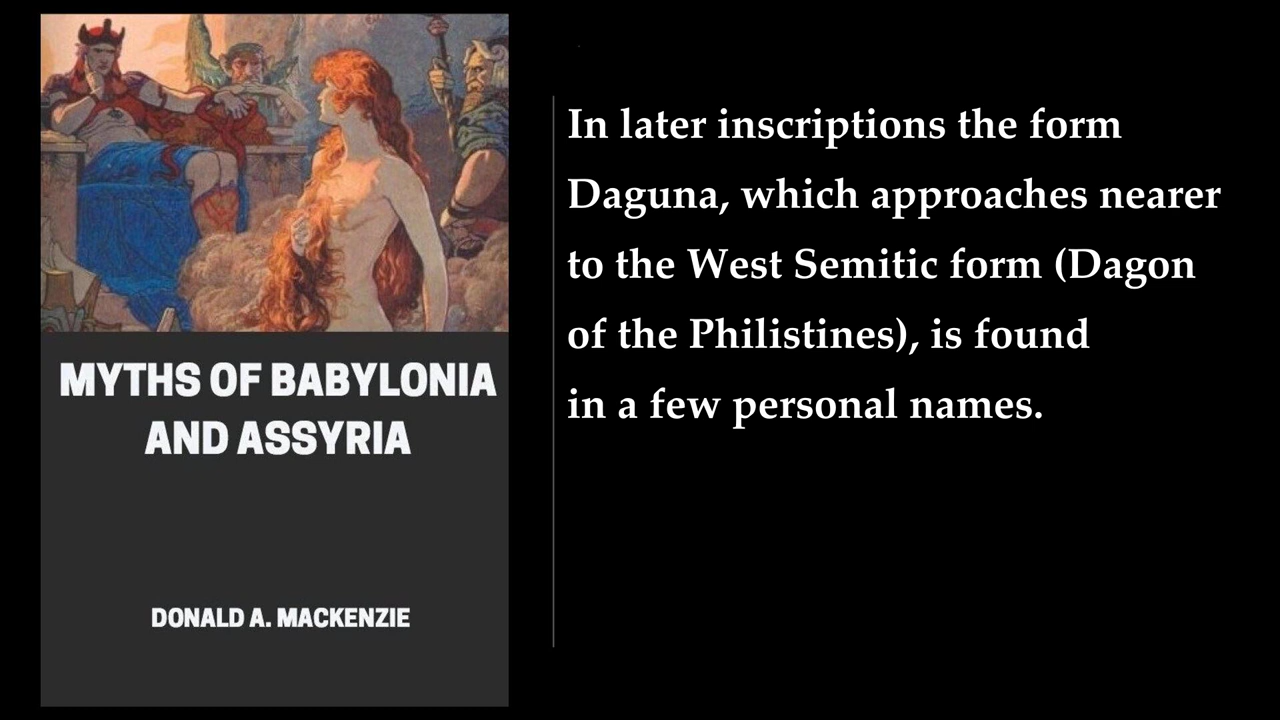 MYTHS OF BABYLONIA
AND ASSYRIA
DONALD A. MACKENZIE
In later inscriptions the form
Daguna, which approaches nearer
to the West Semitic form (Dagon
of the Philistines), is found
in a few personal names.